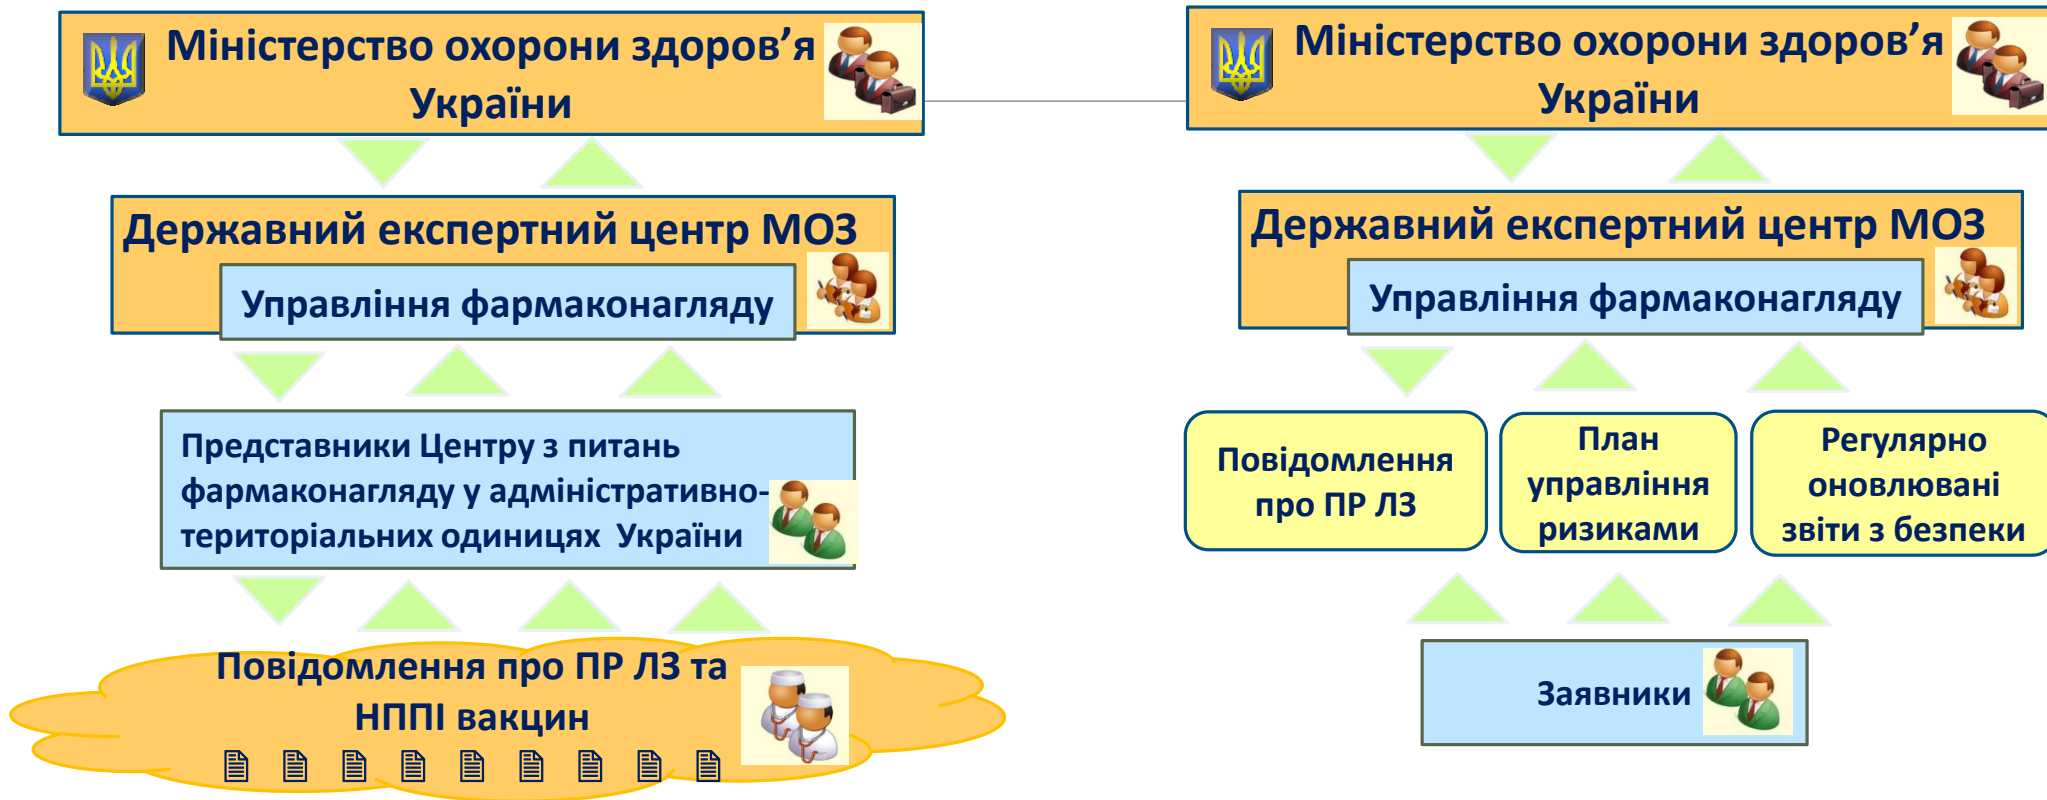 Міністерство охорони здоров’я
України
Державний експертний центр МОЗ
Управління фармаконагляду
Представники Центру з питань
фармаконагляду у адміністративно-
територіальних одиницях України
Повідомлення про ПР ЛЗ та
НППІ вакцин
Міністерство охорони здоров’я
України
Державний експертний центр МОЗ
Управління фармаконагляду
Повідомлення
про ПР ЛЗ
План
управління
ризиками
Регулярно
оновлювані
звіти з безпеки
Заявники